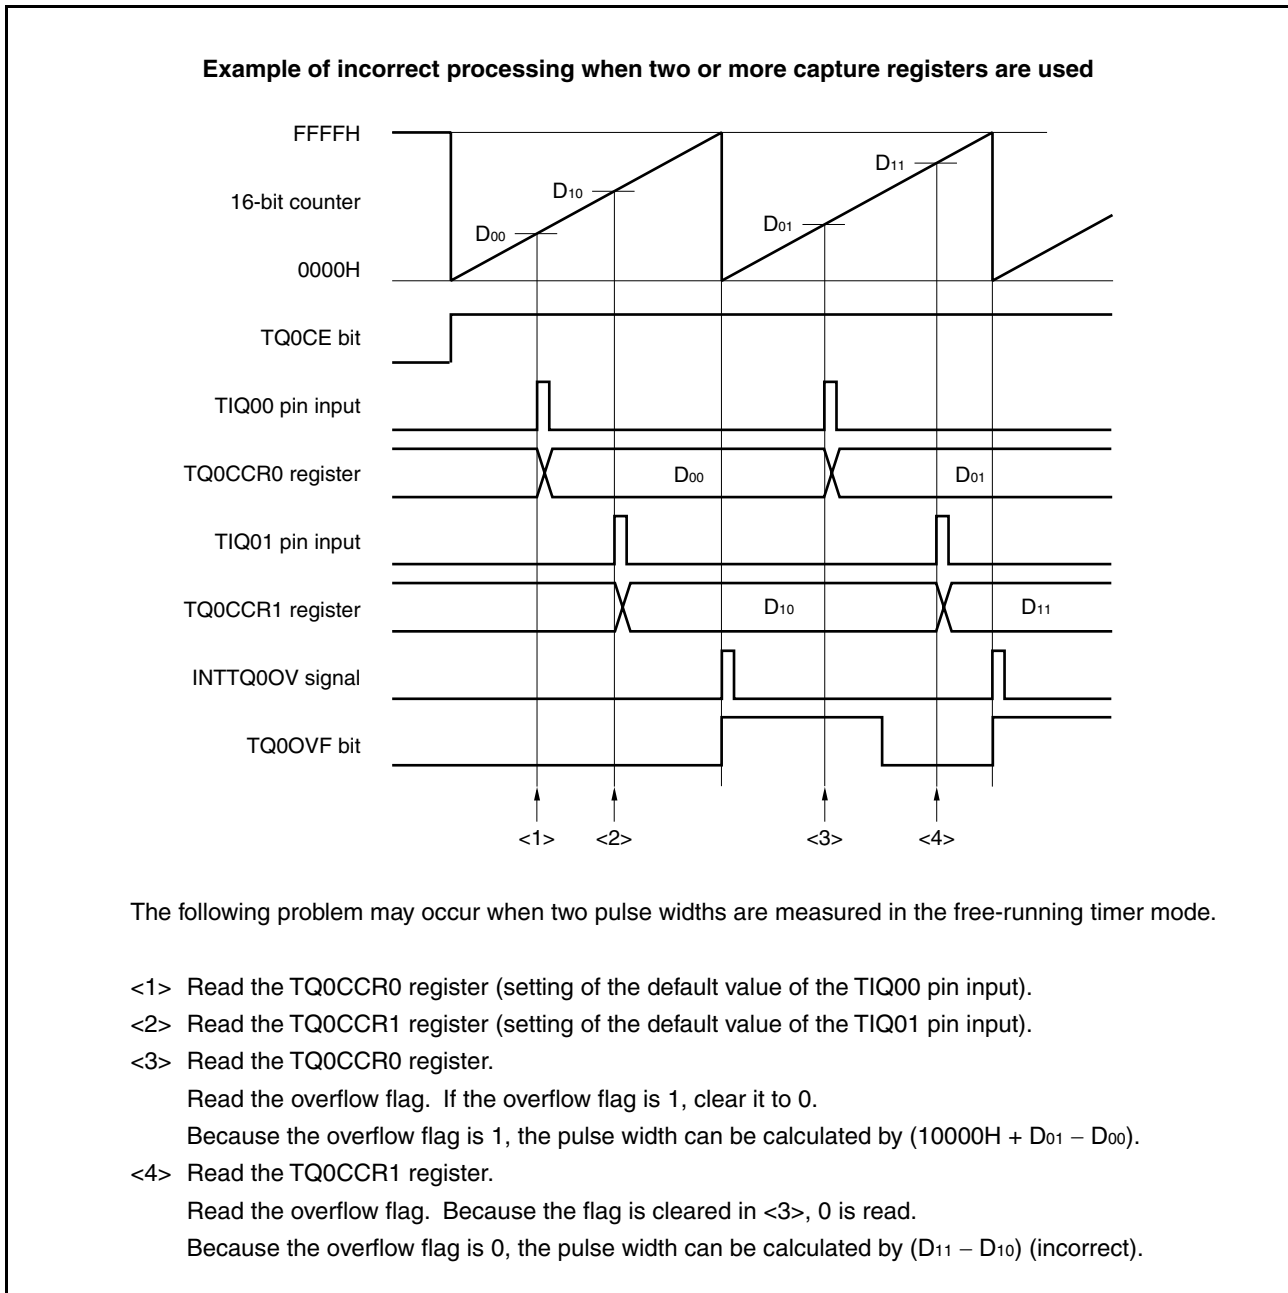 Example of incorrect processing when two or more capture registers are used
FFFFH
16-bit counter
0000H
D10
D00
D11
D01
TQ0CE bit
TIQ00 pin input
TQ0CCR0 register
D00
D01
TIQ01 pin input
TQ0CCR1 register
D10
D11
INTTQ0OV signal
TQ0OVF bit
<1>
<2>
<3>
<4>
The following problem may occur when two pulse widths are measured in the free-running timer mode.
<1> Read the TQ0CCR0 register (setting of the default value of the TIQ00 pin input).
<2> Read the TQ0CCR1 register (setting of the default value of the TIQ01 pin input).
<3> Read the TQ0CCR0 register.
Read the overflow flag. If the overflow flag is 1, clear it to 0.
Because the overflow flag is 1, the pulse width can be calculated by (10000H + D01 − D00).
<4> Read the TQ0CCR1 register.
Read the overflow flag. Because the flag is cleared in <3>, 0 is read.
Because the overflow flag is 0, the pulse width can be calculated by (D11 − D10) (incorrect).